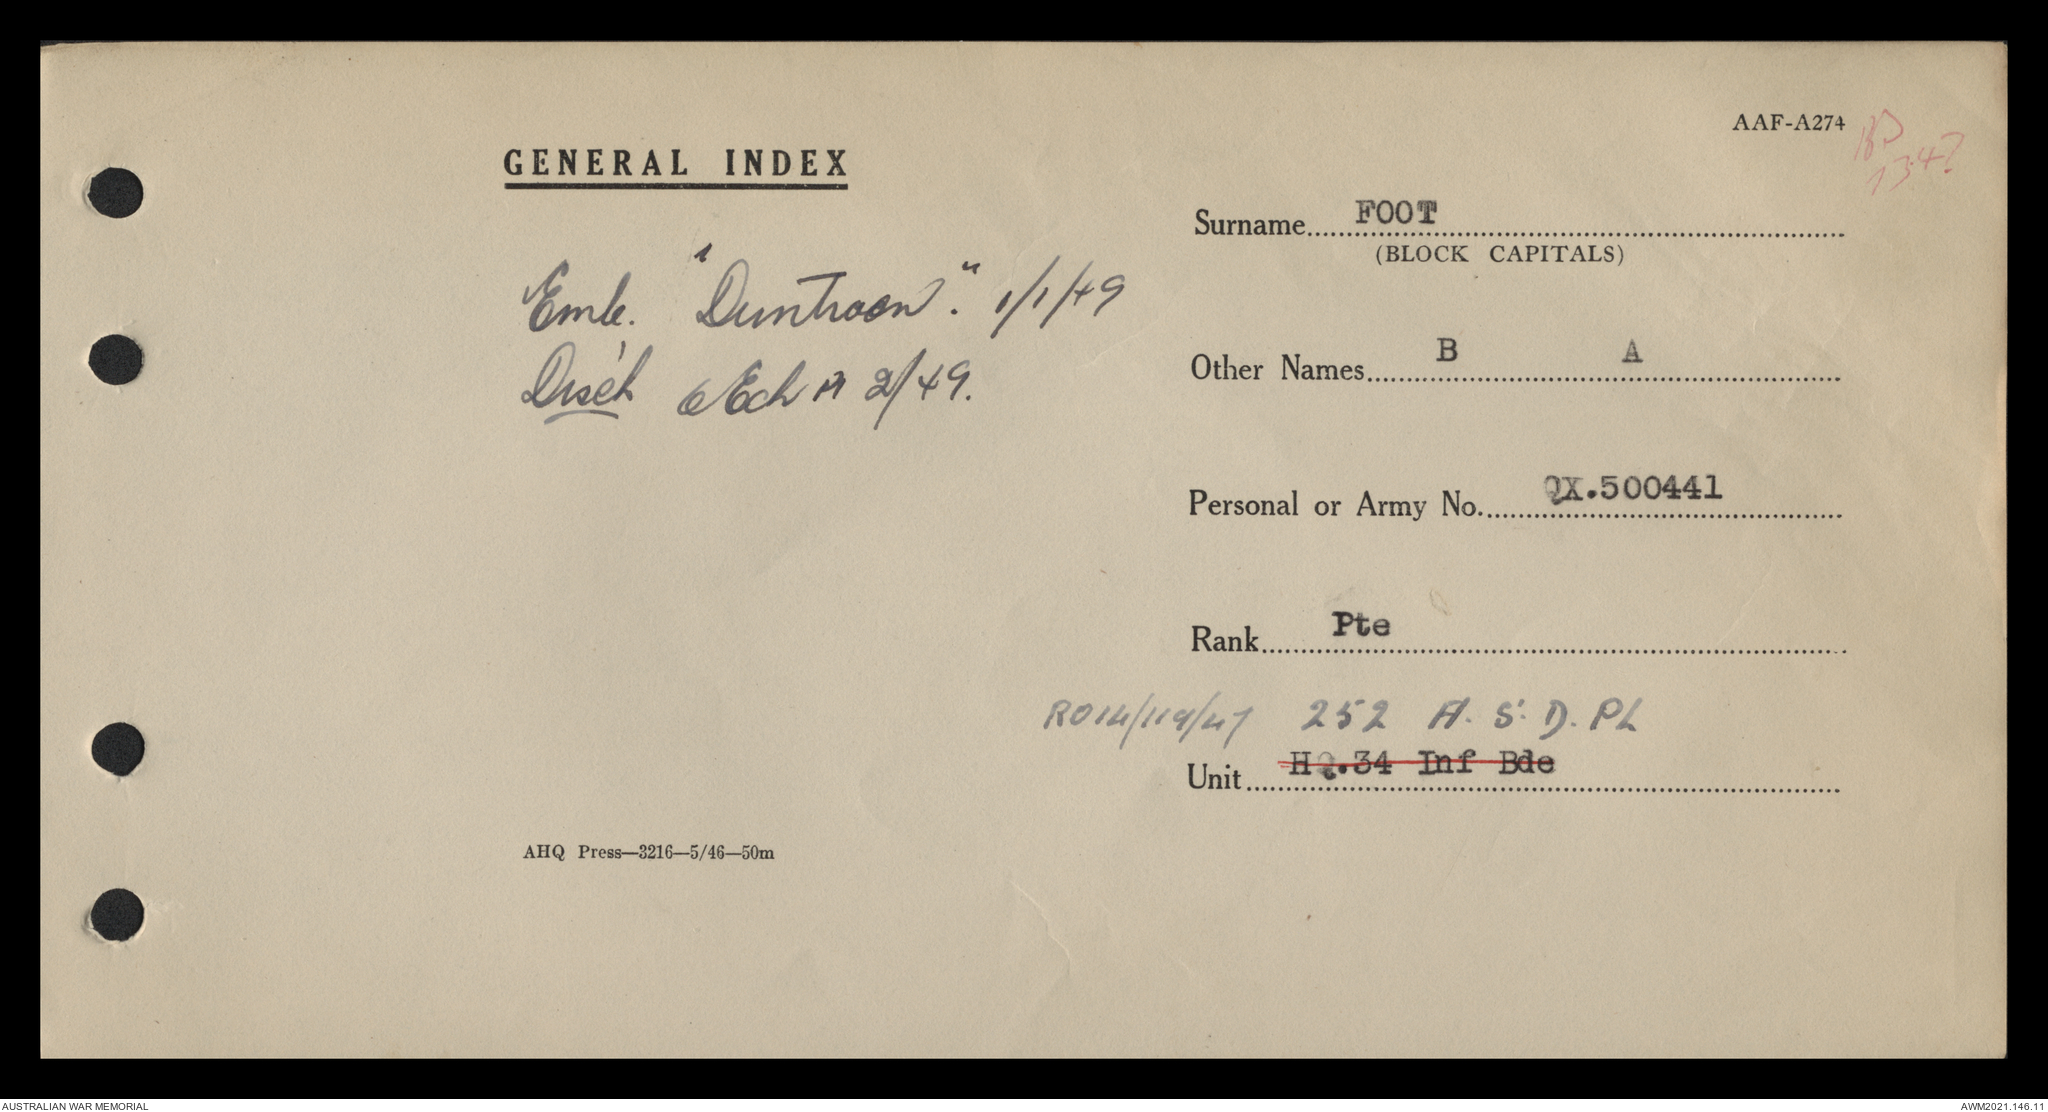 AAF-A274
GENERAL INDEX
Surname FOOT
(BLOCK CAPITALS)
Emb. "Duntroon". 1/1/49
Other Names B A
Disch Ech A 2/49.
Personal or Army No. QX.500441
Rank Pte
RO14/119/47 252 A. S. D. PL
Unit HQ.34 Inf Bde
AHQ Press—3216—5/46—50m
AUSTRALIAN WAR MEMORIAL
AWM2021.146.11